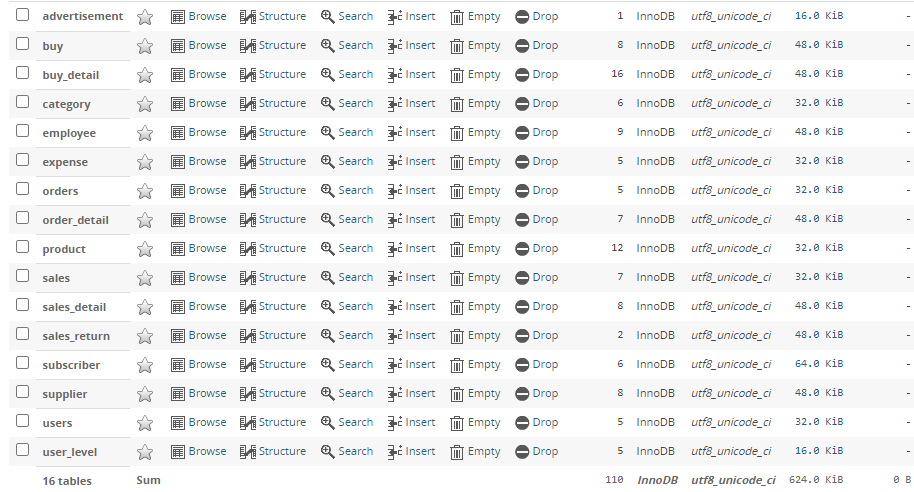 advertisement Browse Structure Search Insert Empty Drop 1 InnoDB utf8_unicode_ci 16.0 KiB -
buy Browse Structure Search Insert Empty Drop 8 InnoDB utf8_unicode_ci 48.0 KiB -
buy_detail Browse Structure Search Insert Empty Drop 16 InnoDB utf8_unicode_ci 48.0 KiB -
category Browse Structure Search Insert Empty Drop 6 InnoDB utf8_unicode_ci 32.0 KiB -
employee Browse Structure Search Insert Empty Drop 9 InnoDB utf8_unicode_ci 48.0 KiB -
expense Browse Structure Search Insert Empty Drop 5 InnoDB utf8_unicode_ci 32.0 KiB -
orders Browse Structure Search Insert Empty Drop 5 InnoDB utf8_unicode_ci 32.0 KiB -
order_detail Browse Structure Search Insert Empty Drop 7 InnoDB utf8_unicode_ci 48.0 KiB -
product Browse Structure Search Insert Empty Drop 12 InnoDB utf8_unicode_ci 32.0 KiB -
sales Browse Structure Search Insert Empty Drop 7 InnoDB utf8_unicode_ci 32.0 KiB -
sales_detail Browse Structure Search Insert Empty Drop 8 InnoDB utf8_unicode_ci 48.0 KiB -
sales_return Browse Structure Search Insert Empty Drop 2 InnoDB utf8_unicode_ci 48.0 KiB -
subscriber Browse Structure Search Insert Empty Drop 6 InnoDB utf8_unicode_ci 64.0 KiB -
supplier Browse Structure Search Insert Empty Drop 8 InnoDB utf8_unicode_ci 48.0 KiB -
users Browse Structure Search Insert Empty Drop 5 InnoDB utf8_unicode_ci 32.0 KiB -
user_level Browse Structure Search Insert Empty Drop 5 InnoDB utf8_unicode_ci 16.0 KiB -
16 tables Sum 110 InnoDB utf8_unicode_ci 624.0 KiB 0 B